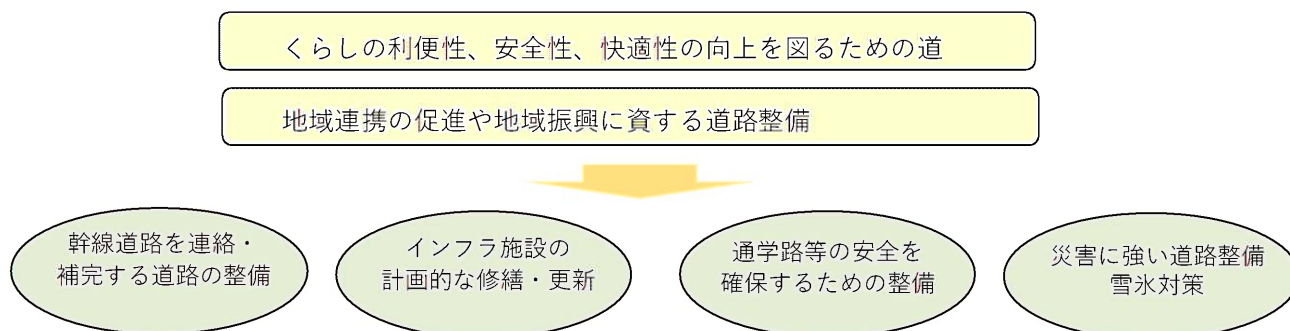 くらしの利便性、安全性、快適性の向上を図るための道
地域連携の促進や地域振興に資する道路整備
幹線道路を連絡・
補完する道路の整備
インフラ施設の
計画的な修繕・更新
通学路等の安全を
確保するための整備
災害に強い道路整備
雪氷対策